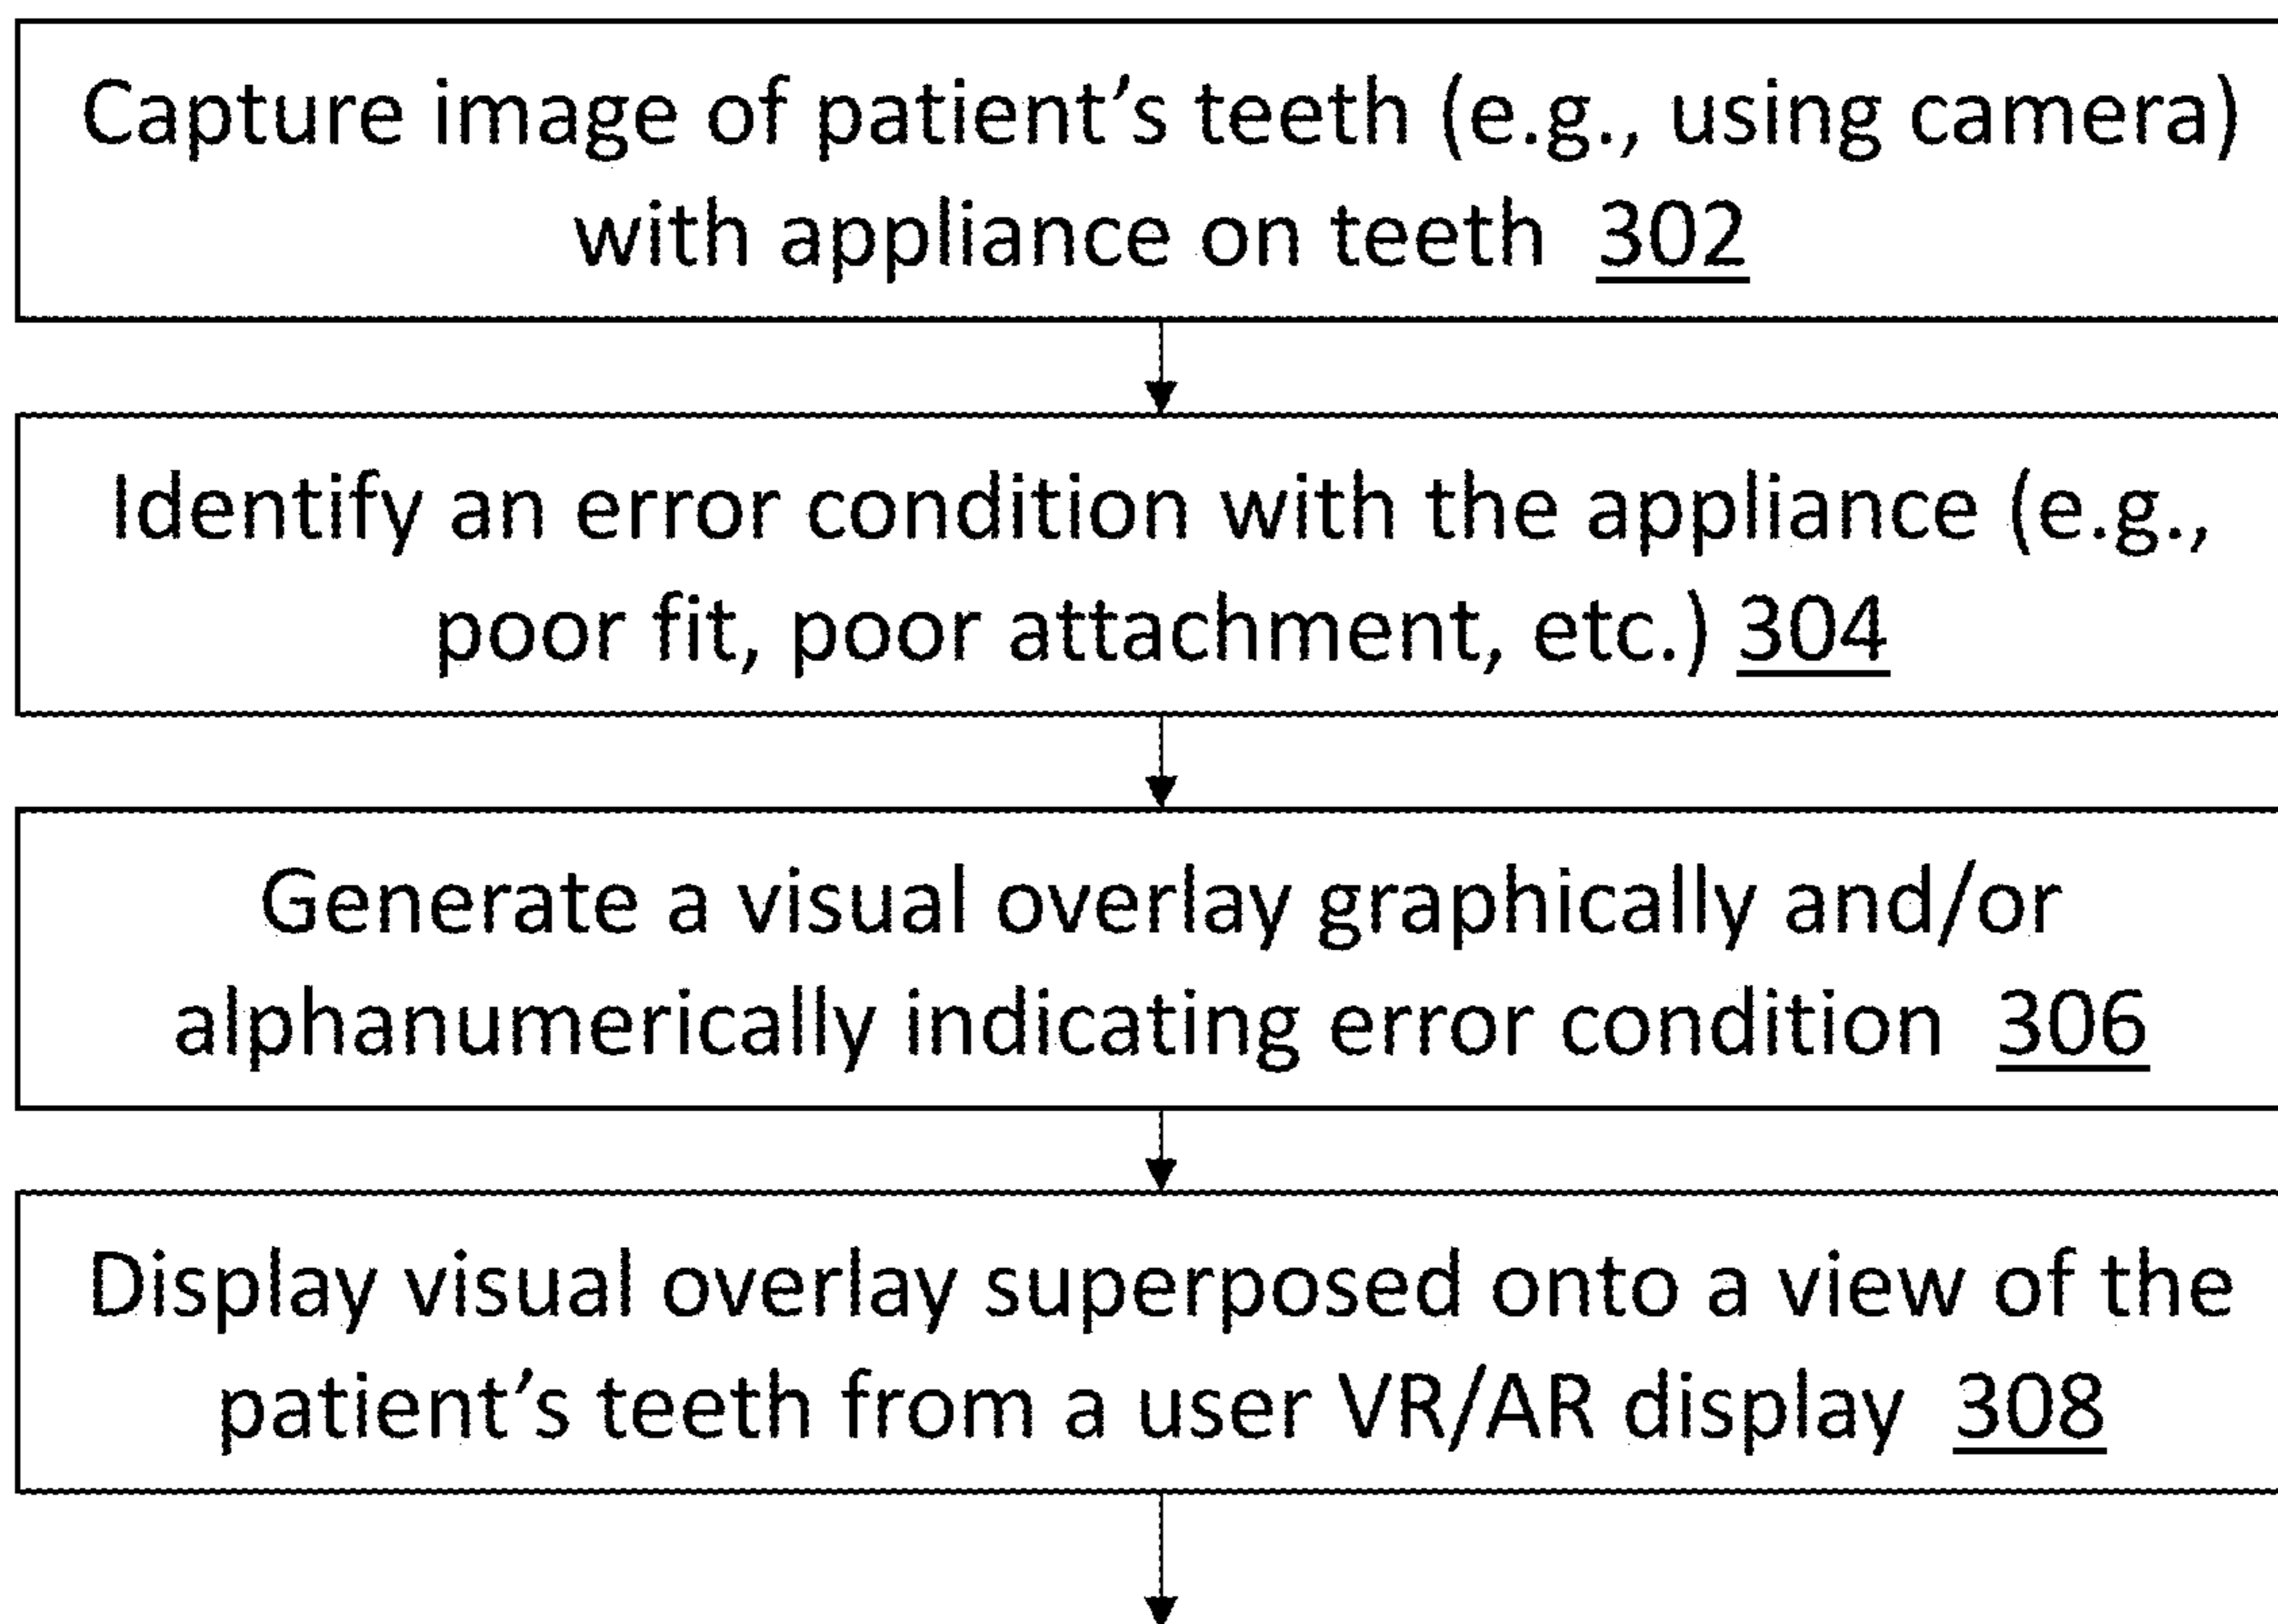 Capture image of patient’s teeth (e.g., using camera)
with appliance on teeth 302
Identify an error condition with the appliance (e.g.,
poor fit, poor attachment, etc.) 304
Generate a visual overlay graphically and/or
alphanumerically indicating error condition 306
Display visual overlay superposed onto a view of the
patient’s teeth from a user VR/AR display 308